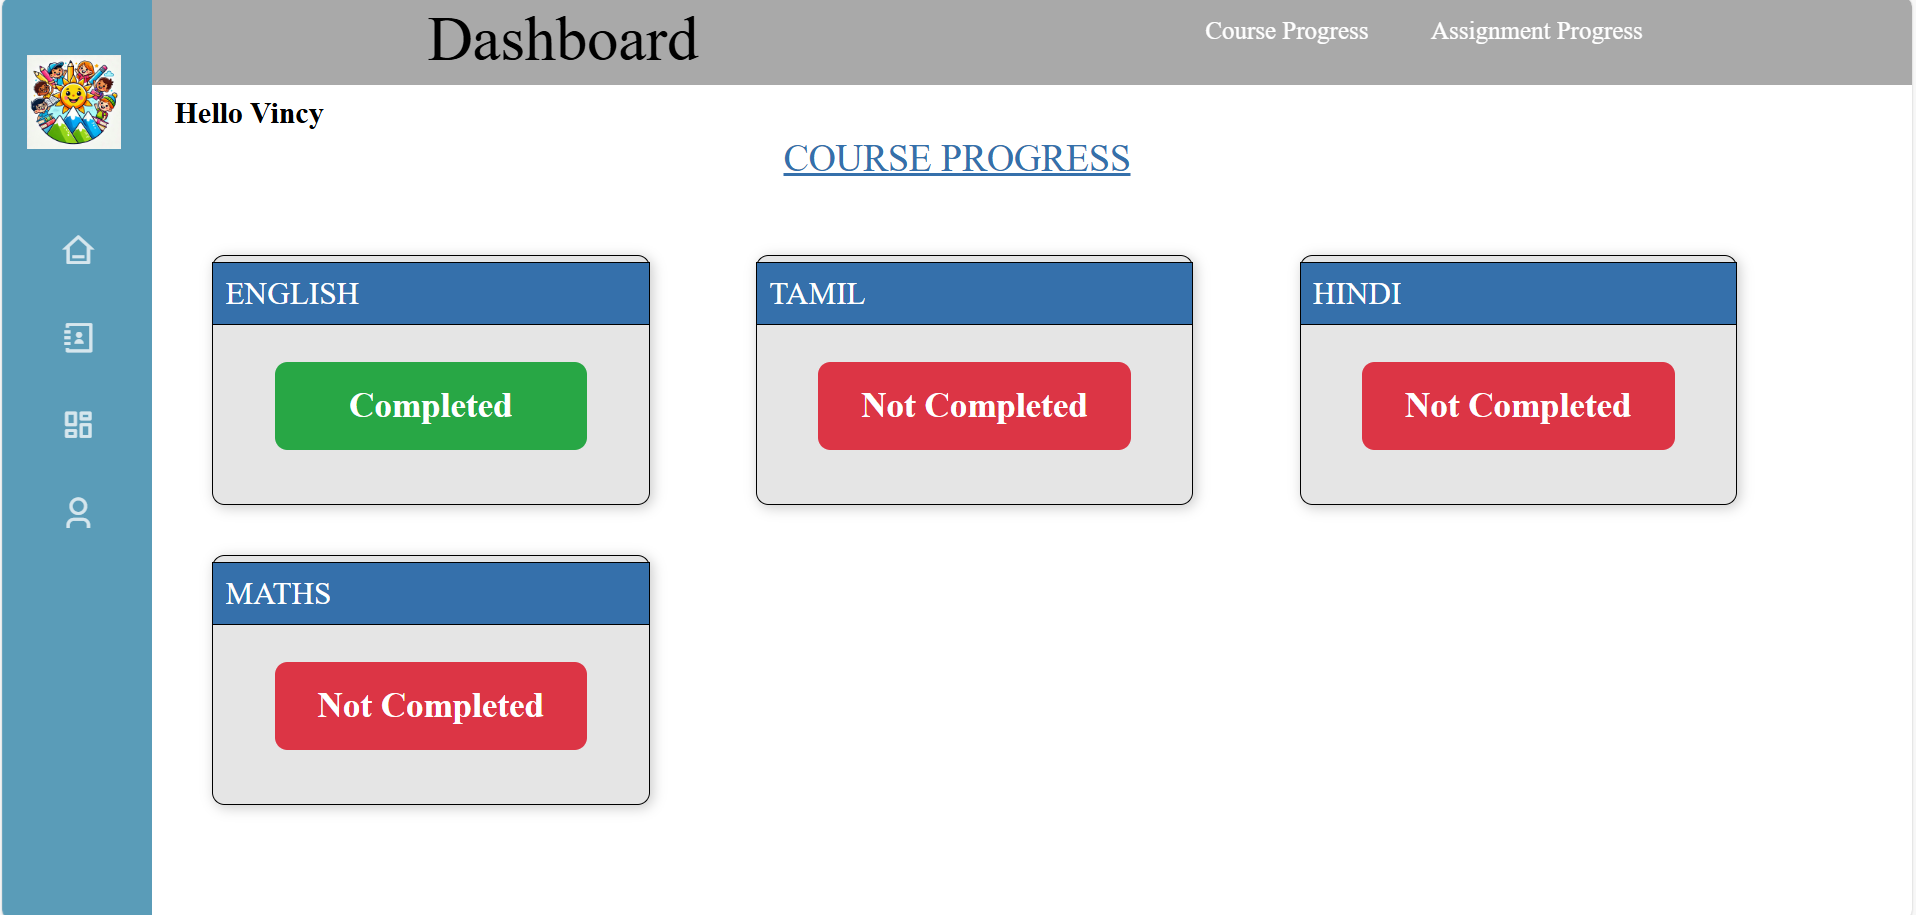 Dashboard
Course Progress
Assignment Progress
Hello Vincy
COURSE PROGRESS
ENGLISH
Completed
TAMIL
Not Completed
HINDI
Not Completed
MATHS
Not Completed